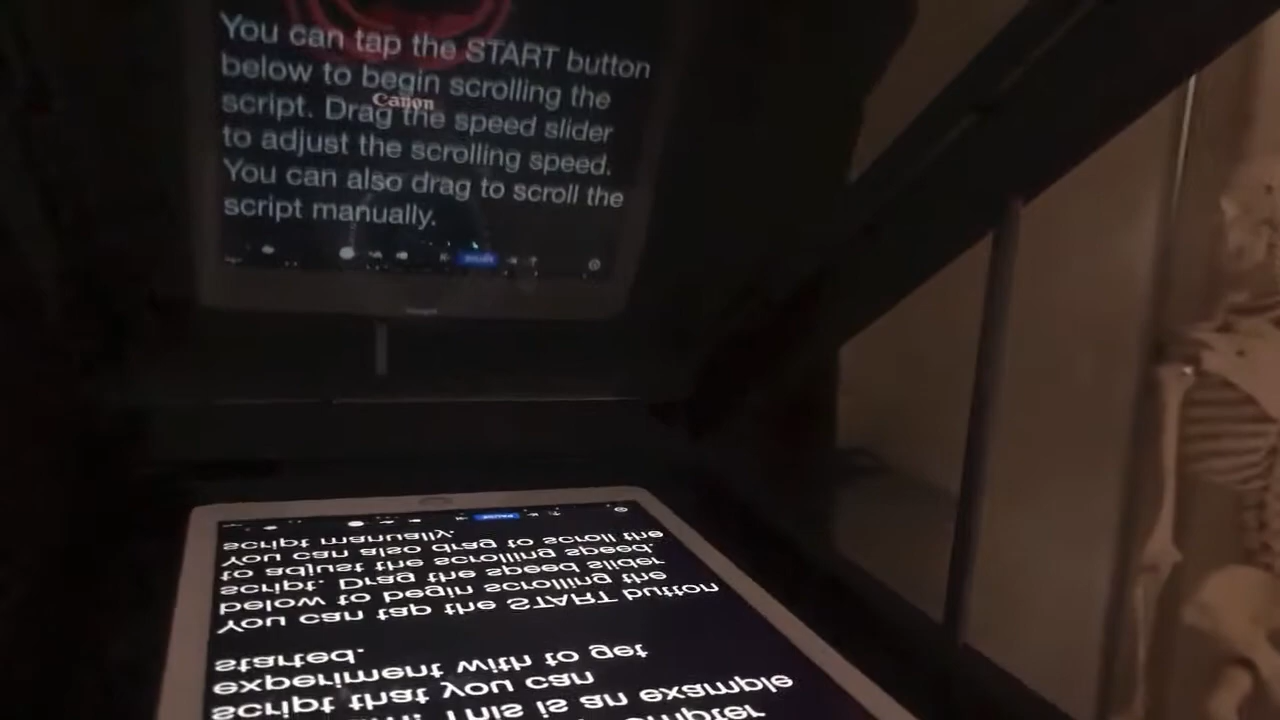 You can tap the START button
below to begin scrolling the
script. Drag the speed slider
to adjust the scrolling speed.
You can also drag to scroll the
script manually.
Canon
script manually.
You can also drag to scroll the
to adjust the scrolling speed.
script. Drag the speed slider
below to begin scrolling the
You can tap the START button
started.
experiment with to get
script that you can
This is an example